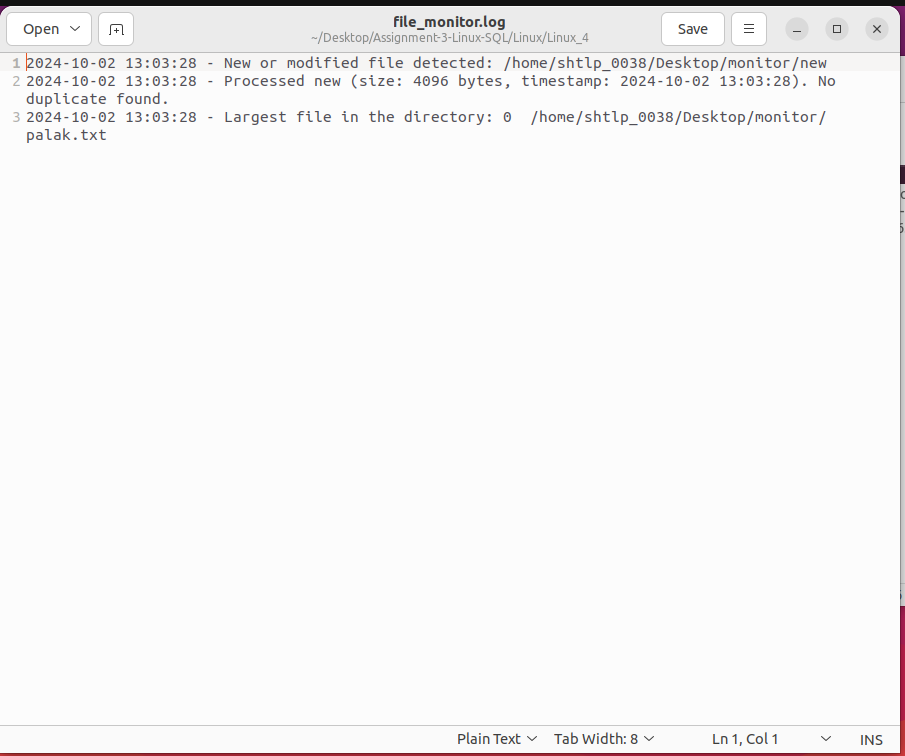 Open
file_monitor.log
~/Desktop/Assignment-3-Linux-SQL/Linux/Linux_4
Save
1 2024-10-02 13:03:28 - New or modified file detected: /home/shtlp_0038/Desktop/monitor/new
2 2024-10-02 13:03:28 - Processed new (size: 4096 bytes, timestamp: 2024-10-02 13:03:28). No
duplicate found.
3 2024-10-02 13:03:28 - Largest file in the directory: 0  /home/shtlp_0038/Desktop/monitor/
palak.txt
Plain Text Tab Width: 8 Ln 1, Col 1 INS